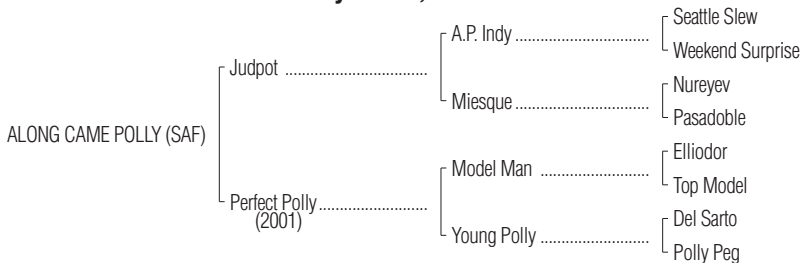 Seattle Slew
A.P. Indy ................................
Weekend Surprise
Judpot ..................................
Nureyev
Miesque ................................
Pasadoble
ALONG CAME POLLY (SAF)
Elliodor
Model Man ..........................
Top Model
Perfect Polly ..........................
(2001)
Del Sarto
Young Polly ..........................
Polly Peg